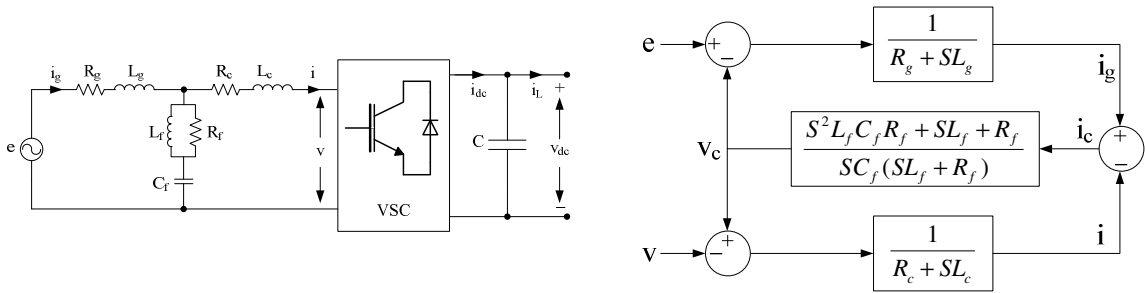 i_g R_g L_g R_c L_c i
i_dc i_L
L_f R_f
e
v
C
+
v_dc
−
C_f
VSC
e + −
1 / (R_g + SL_g)
i_g
v_c
(S^2 L_f C_f R_f + SL_f + R_f) / (SC_f (SL_f + R_f))
i_c
+ −
v − +
1 / (R_c + SL_c)
i